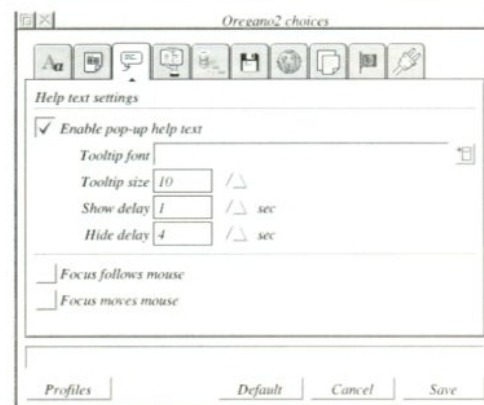 Oregano2 choices
Aα
Help text settings
Enable pop-up help text
Tooltip font
Tooltip size 10
Show delay 1 sec
Hide delay 4 sec
Focus follows mouse
Focus moves mouse
Profiles Default Cancel Save